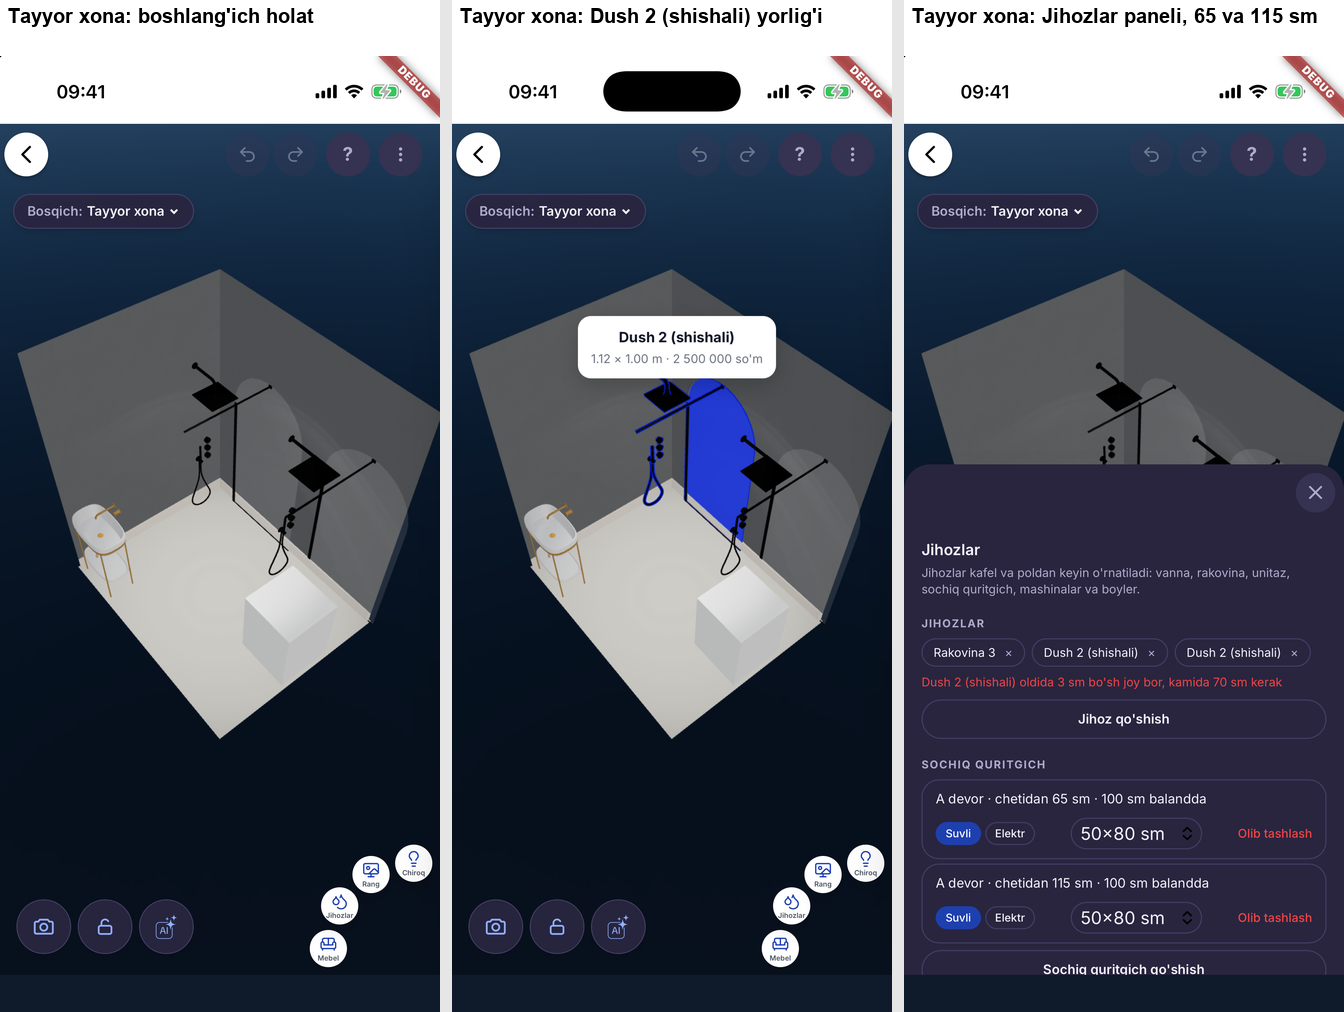 Tayyor xona: boshlang'ich holat
DEBUG
09:41
?
Bosqich: Tayyor xona
Chiroq
Rang
Jihozlar
AI
Mebel
Tayyor xona: Dush 2 (shishali) yorlig'i
DEBUG
09:41
?
Bosqich: Tayyor xona
Dush 2 (shishali)
1.12 × 1.00 m · 2 500 000 so'm
Chiroq
Rang
Jihozlar
AI
Mebel
Tayyor xona: Jihozlar paneli, 65 va 115 sm
DEBUG
09:41
?
Bosqich: Tayyor xona
Jihozlar
Jihozlar kafel va poldan keyin o'rnatiladi: vanna, rakovina, unitaz,
sochiq quritgich, mashinalar va boyler.
JIHOZLAR
Rakovina 3 × Dush 2 (shishali) × Dush 2 (shishali) ×
Dush 2 (shishali) oldida 3 sm bo'sh joy bor, kamida 70 sm kerak
Jihoz qo'shish
SOCHIQ QURITGICH
A devor · chetidan 65 sm · 100 sm balandda
Suvli Elektr 50×80 sm Olib tashlash
A devor · chetidan 115 sm · 100 sm balandda
Suvli Elektr 50×80 sm Olib tashlash
Sochiq quritgich qo'shish